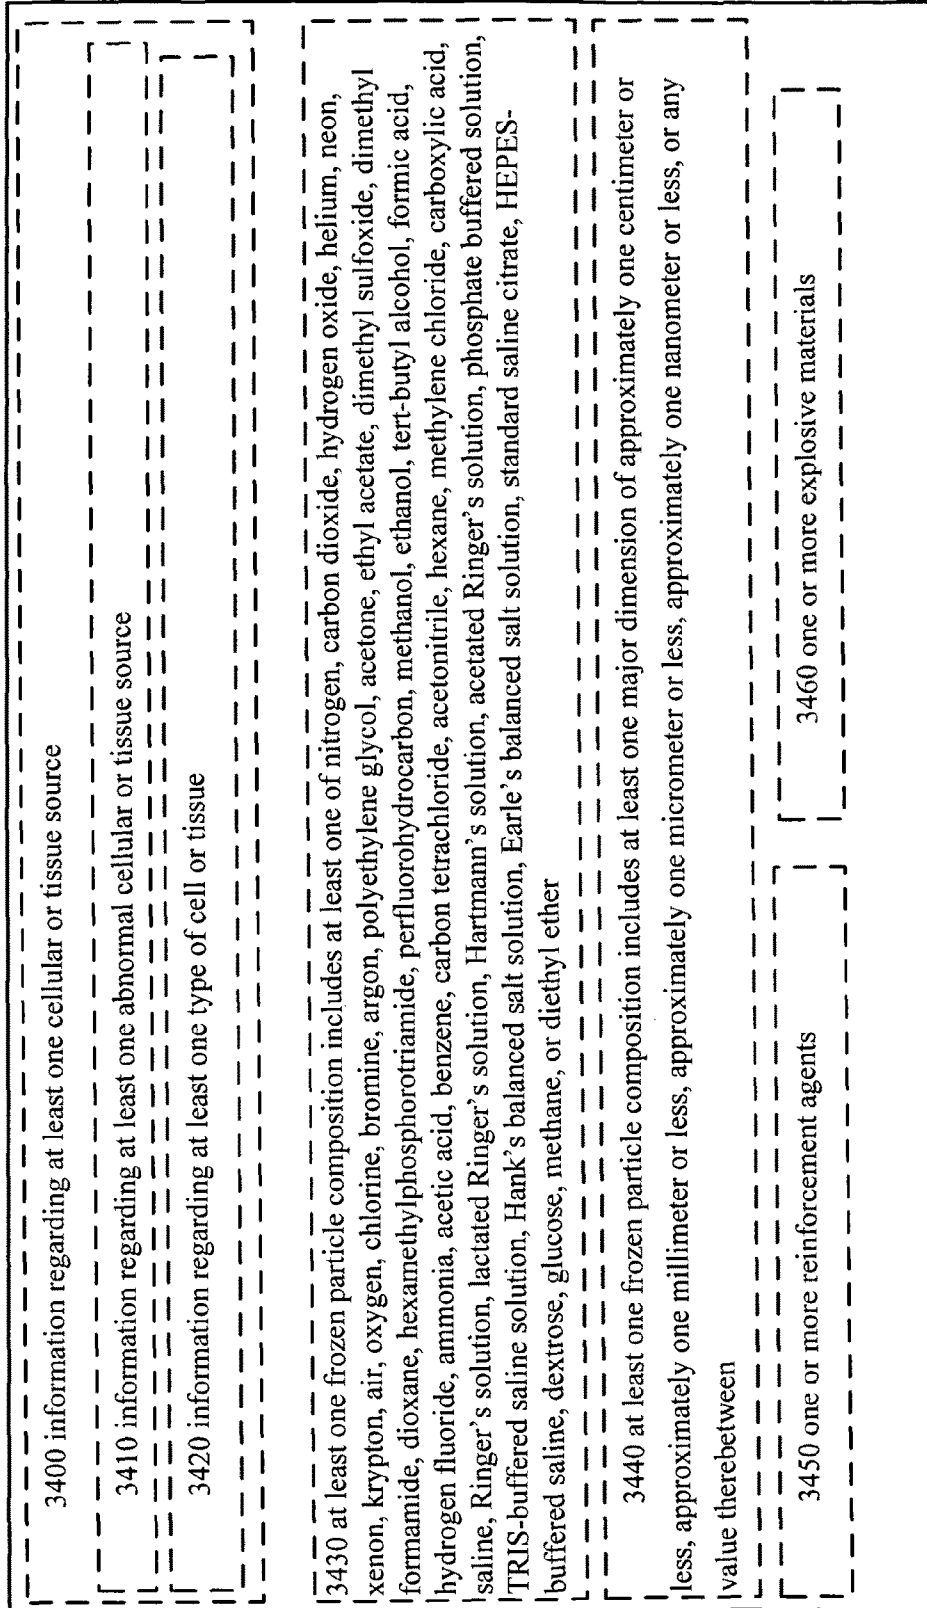 3400 information regarding at least one cellular or tissue source
3410 information regarding at least one abnormal cellular or tissue source
3420 information regarding at least one type of cell or tissue
3430 at least one frozen particle composition includes at least one of nitrogen, carbon dioxide, hydrogen oxide, helium, neon,
xenon, krypton, air, oxygen, chlorine, bromine, argon, polyethylene glycol, acetone, ethyl acetate, dimethyl sulfoxide, dimethyl
formamide, dioxane, hexamethylphosphorotriamide, perfluorohydrocarbon, methanol, ethanol, tert-butyl alcohol, formic acid,
hydrogen fluoride, ammonia, acetic acid, benzene, carbon tetrachloride, acetonitrile, hexane, methylene chloride, carboxylic acid,
saline, Ringer's solution, lactated Ringer's solution, Hartmann's solution, acetated Ringer's solution, phosphate buffered solution,
TRIS-buffered saline solution, Hank's balanced salt solution, Earle's balanced salt solution, standard saline citrate, HEPES-
buffered saline, dextrose, glucose, methane, or diethyl ether
3440 at least one frozen particle composition includes at least one major dimension of approximately one centimeter or
less, approximately one millimeter or less, approximately one micrometer or less, approximately one nanometer or less, or any
value therebetween
3450 one or more reinforcement agents
3460 one or more explosive materials